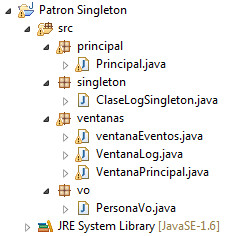 Patron Singleton
src
principal
Principal.java
singleton
ClaseLogSingleton.java
ventanas
ventanaEventos.java
VentanaLog.java
VentanaPrincipal.java
vo
PersonaVo.java
JRE System Library [JavaSE-1.6]